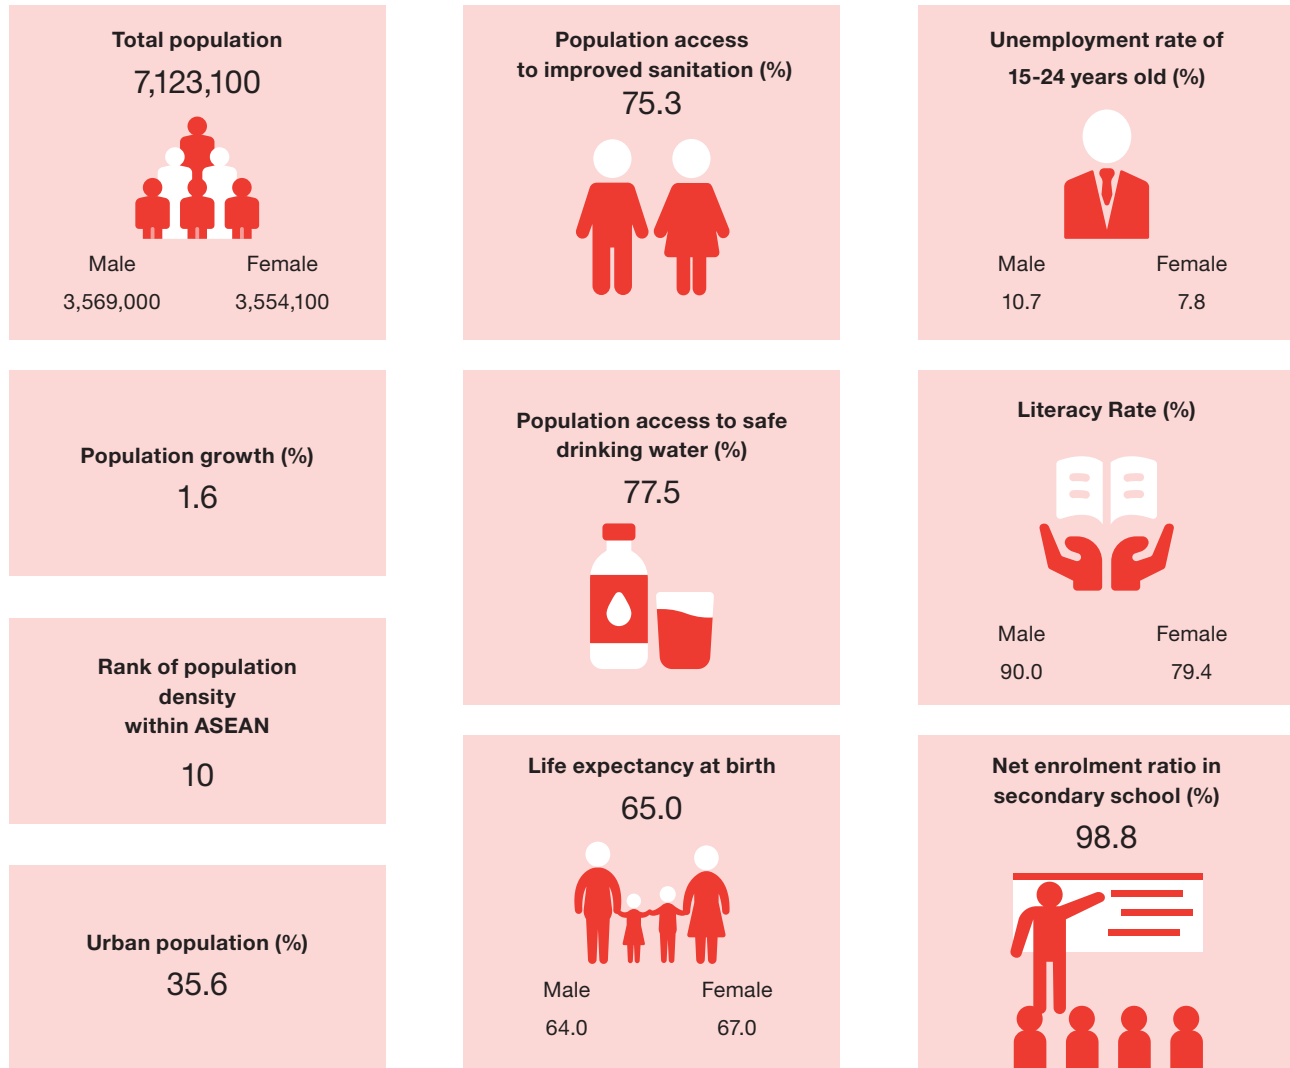 Total population
7,123,100
Male Female
3,569,000 3,554,100
Population growth (%)
1.6
Rank of population
density
within ASEAN
10
Urban population (%)
35.6
Population access
to improved sanitation (%)
75.3
Population access to safe
drinking water (%)
77.5
Life expectancy at birth
65.0
Male Female
64.0 67.0
Unemployment rate of
15-24 years old (%)
Male Female
10.7 7.8
Literacy Rate (%)
Male Female
90.0 79.4
Net enrolment ratio in
secondary school (%)
98.8